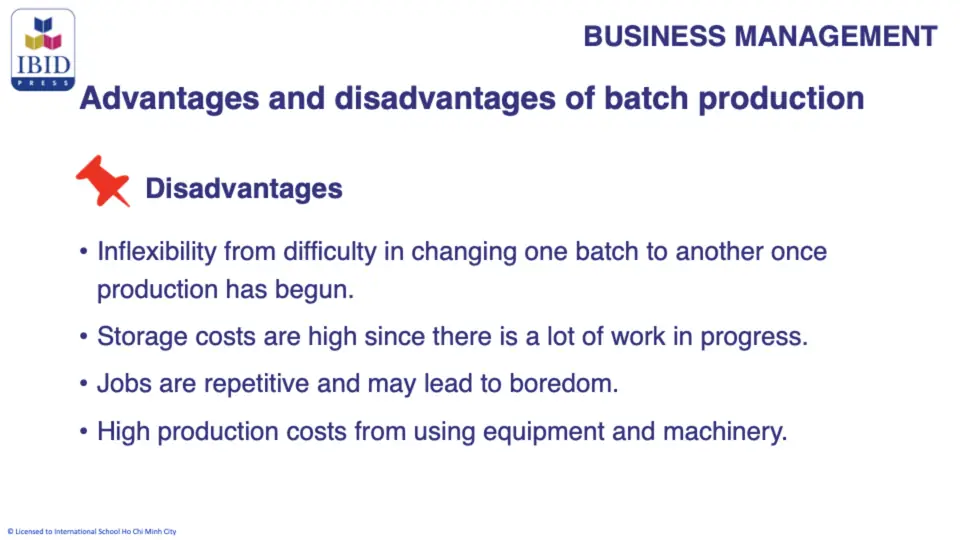 IBID
PRESS
BUSINESS MANAGEMENT
Advantages and disadvantages of batch production
Disadvantages
• Inflexibility from difficulty in changing one batch to another once
production has begun.
• Storage costs are high since there is a lot of work in progress.
• Jobs are repetitive and may lead to boredom.
• High production costs from using equipment and machinery.
© Licensed to International School Ho Chi Minh City